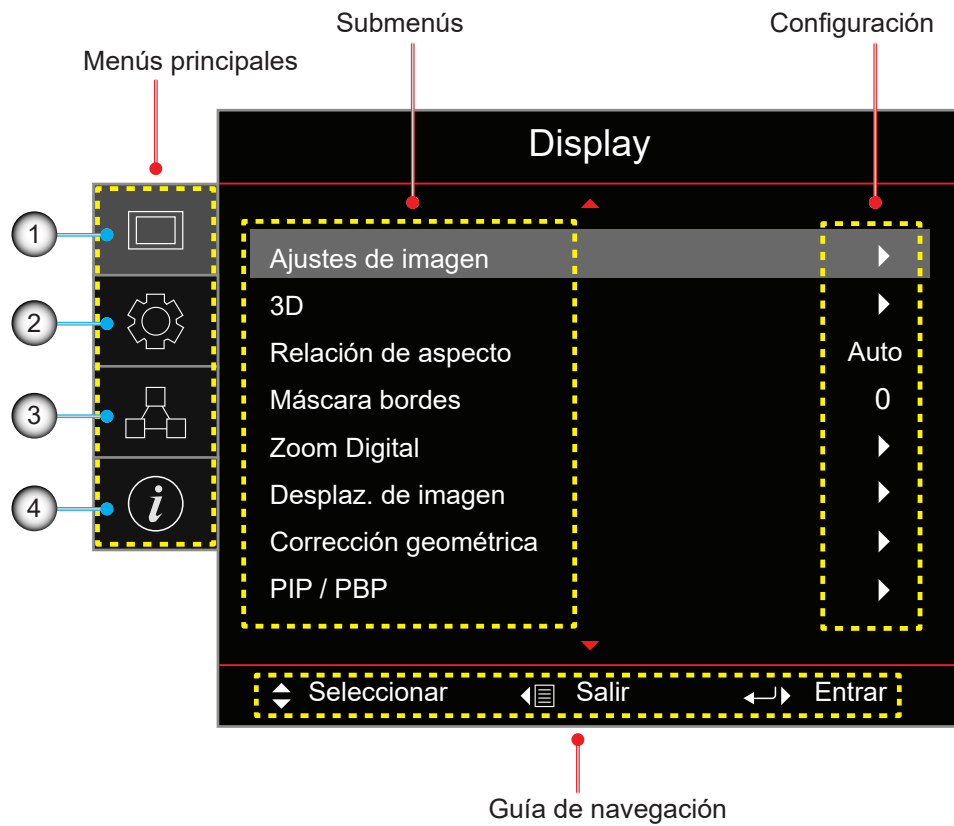 Submenús
Configuración
Menús principales
Display
1
2
3
4
Ajustes de imagen
3D
Relación de aspecto Auto
Máscara bordes 0
Zoom Digital
Desplaz. de imagen
Corrección geométrica
PIP / PBP
Seleccionar Salir Entrar
Guía de navegación